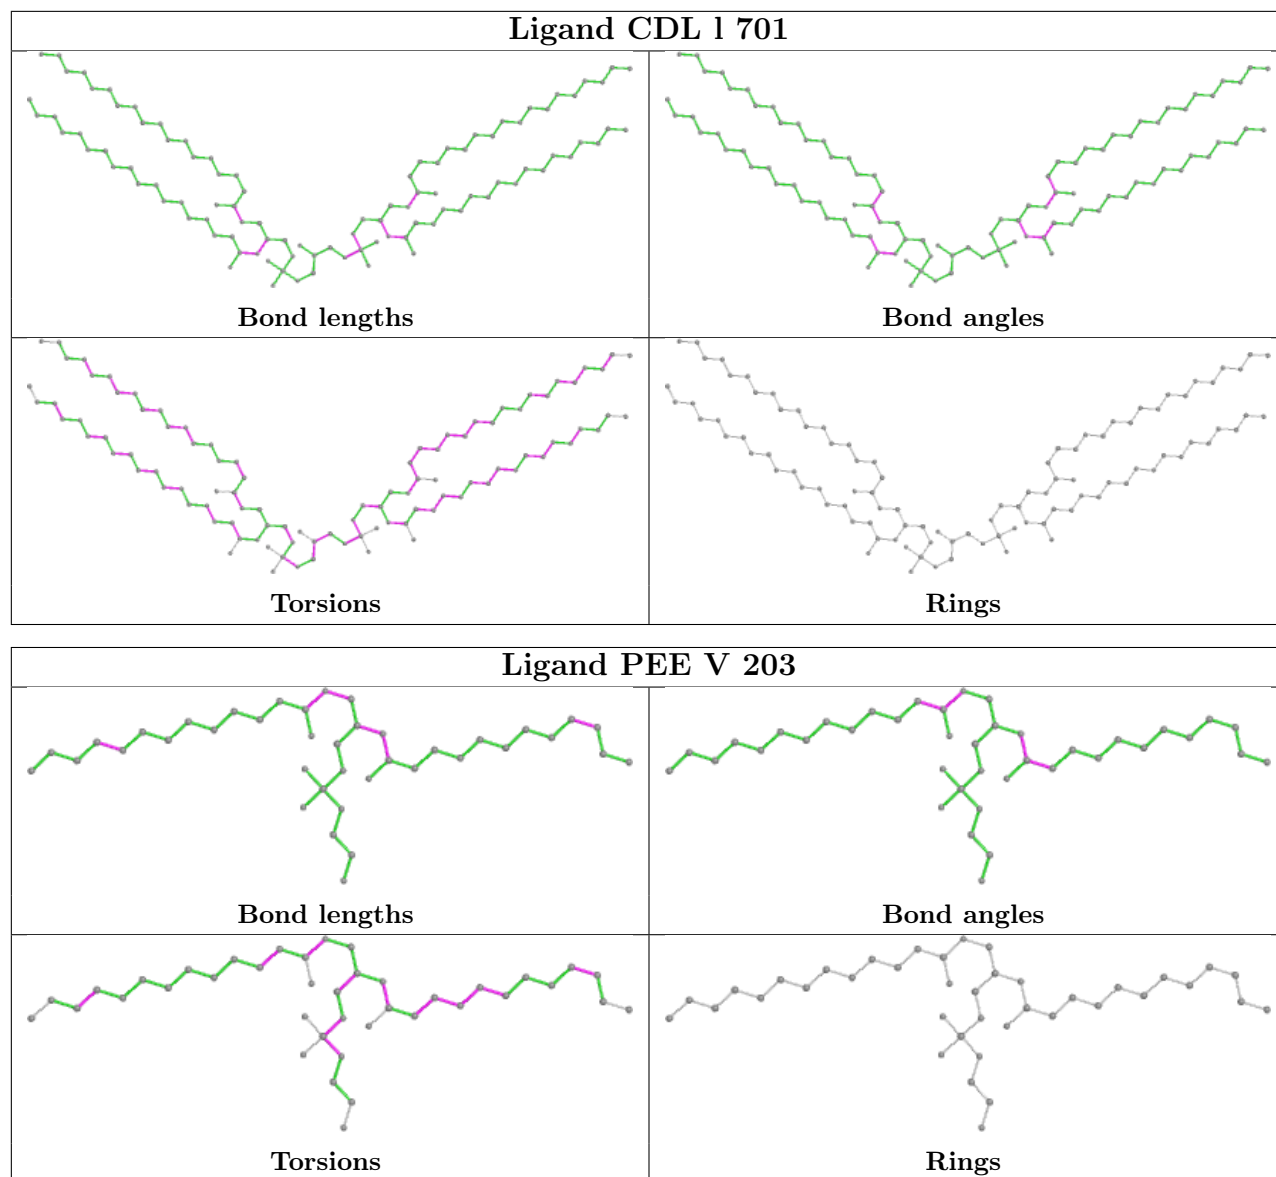 Ligand CDL l 701
Bond lengths
Bond angles
Torsions
Rings
Ligand PEE V 203
Bond lengths
Bond angles
Torsions
Rings